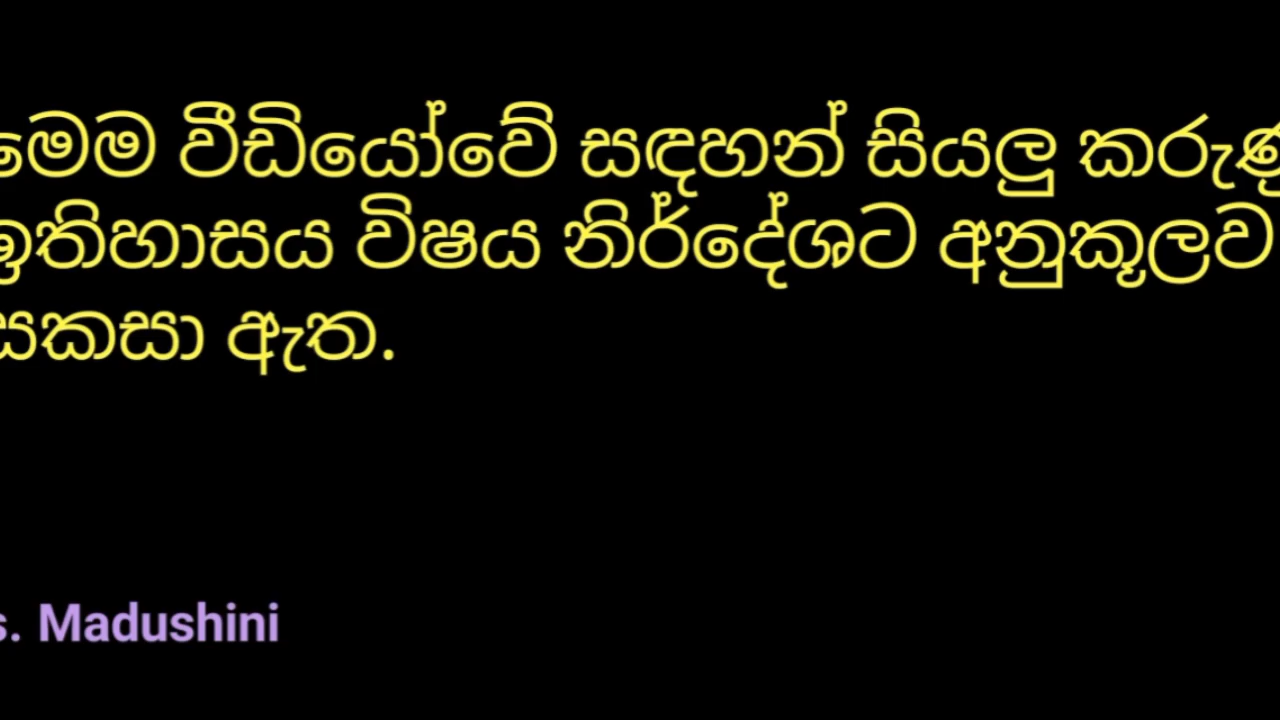 මෙම වීඩියෝවේ සඳහන් සියලු
ඉතිහාසය විෂය නිර්දේශට අනුකූලව
සකසා ඇත.
s. Madushini